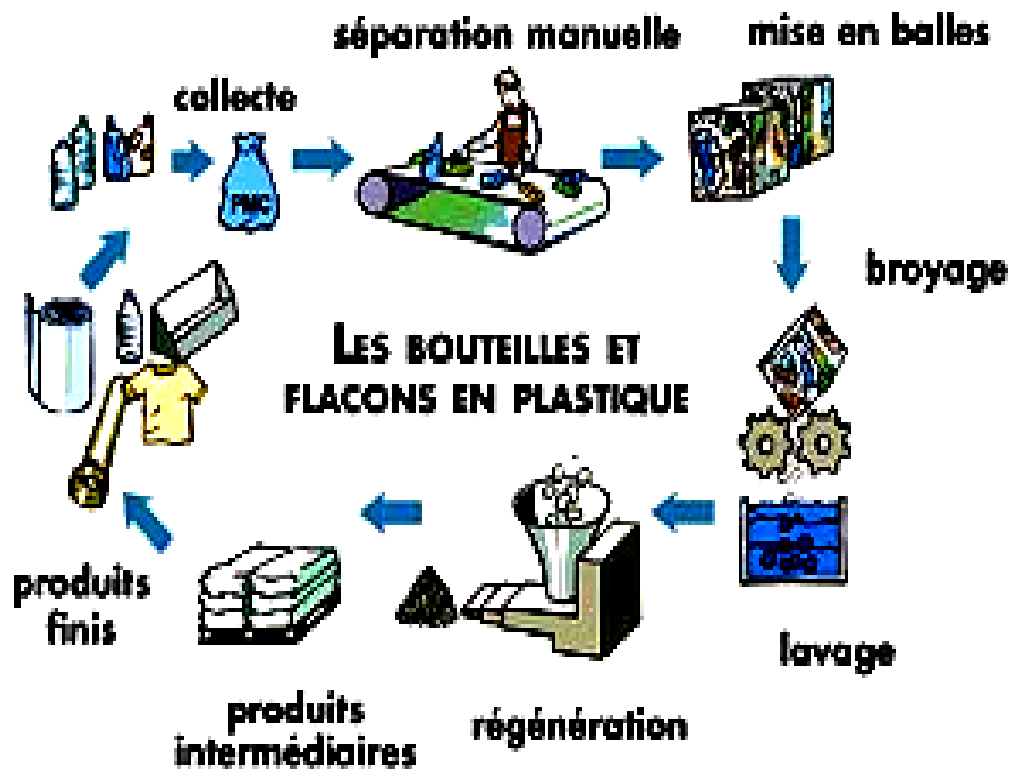 séparation manuelle
mise en balles
collecte
PMC
broyage
LES BOUTEILLES ET
FLACONS EN PLASTIQUE
produits
finis
lavage
produits
intermédiaires
régénération